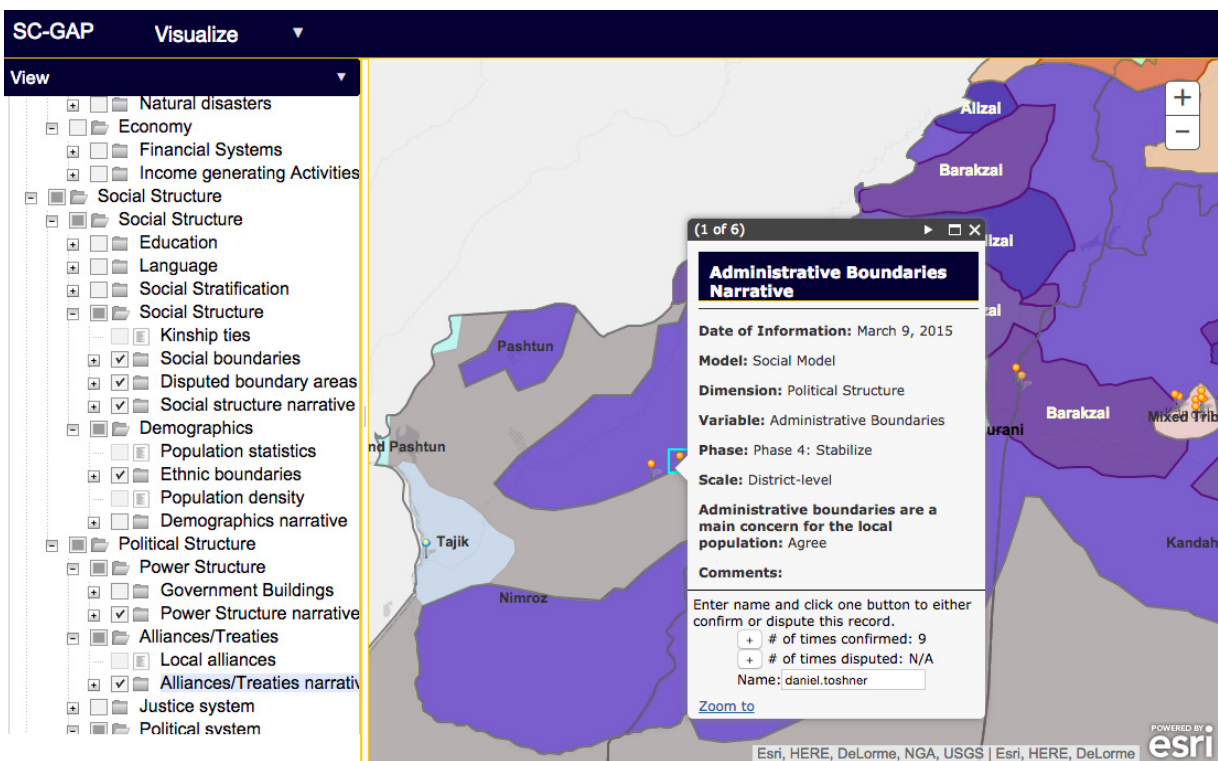 SC-GAP Visualize
View
Natural disasters
Economy
Financial Systems
Income generating Activities
Social Structure
Social Structure
Education
Language
Social Stratification
Social Structure
Kinship ties
Social boundaries
Disputed boundary areas
Social structure narrative
Demographics
Population statistics
Ethnic boundaries
Population density
Demographics narrative
Political Structure
Power Structure
Government Buildings
Power Structure narrative
Alliances/Treaties
Local alliances
Alliances/Treaties narrativ
Justice system
Political system
+
−
Alizai
Barakzai
lizai
zai
Pashtun
nd Pashtun
Tajik
Nimroz
urani
Barakzai
Mixed Trib
Kandah
(1 of 6)
Administrative Boundaries
Narrative
Date of Information: March 9, 2015
Model: Social Model
Dimension: Political Structure
Variable: Administrative Boundaries
Phase: Phase 4: Stabilize
Scale: District-level
Administrative boundaries are a
main concern for the local
population: Agree
Comments:
Enter name and click one button to either
confirm or dispute this record.
+ # of times confirmed: 9
+ # of times disputed: N/A
Name: daniel.toshner
Zoom to
Esri, HERE, DeLorme, NGA, USGS | Esri, HERE, DeLorme
POWERED BY
esri